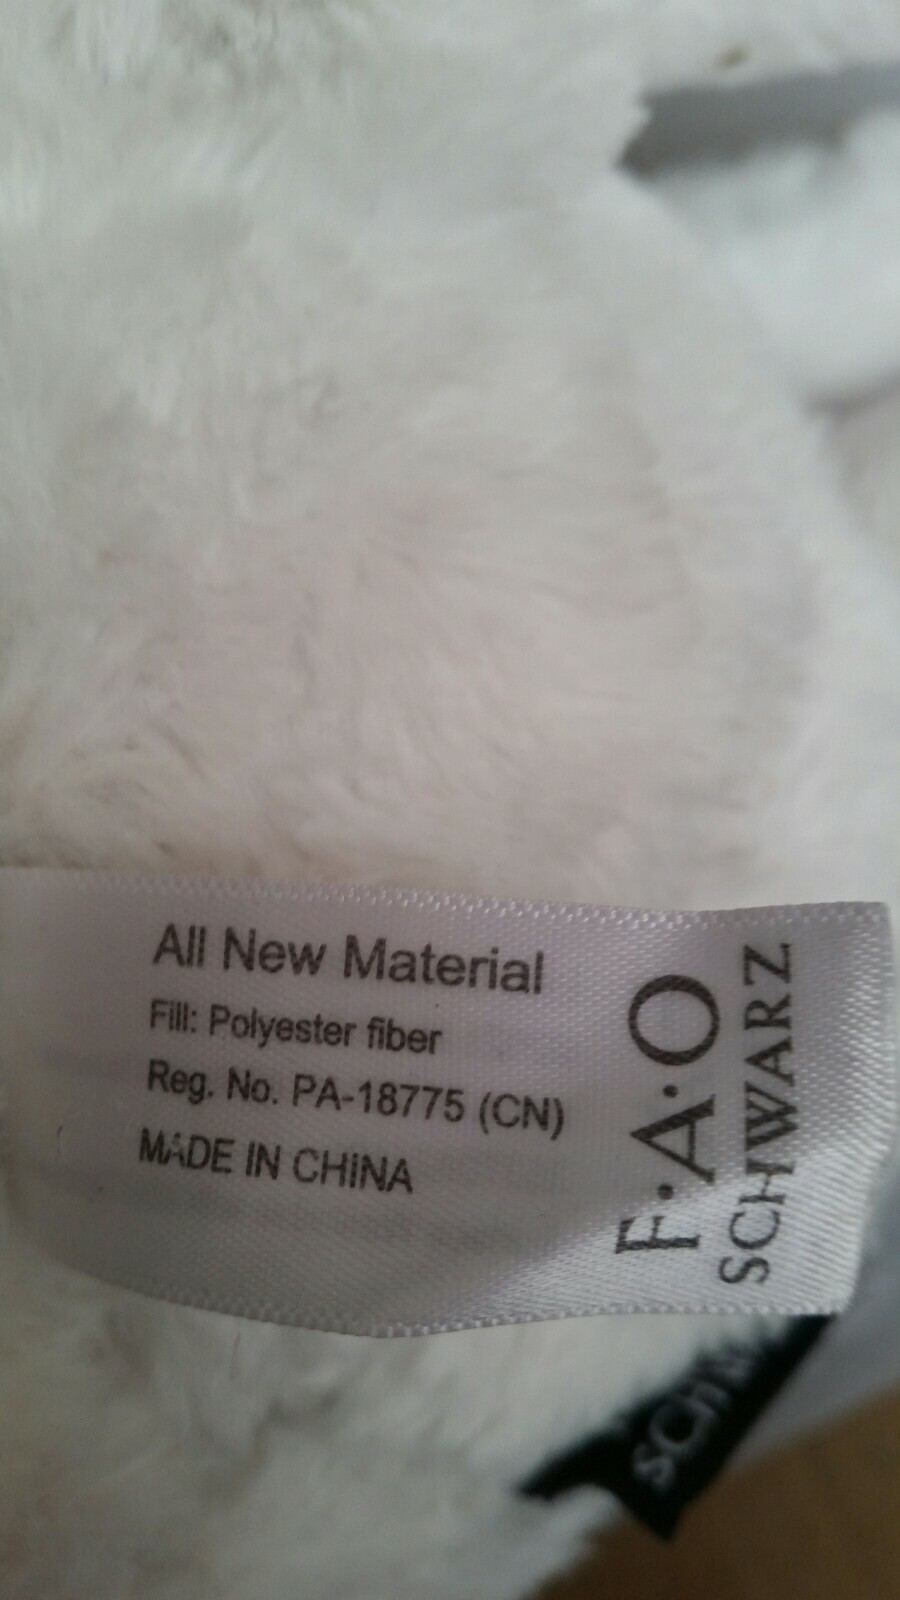 All New Material
Fill: Polyester fiber
Reg. No. PA-18775 (CN)
MADE IN CHINA
F·A·O
SCHWARZ